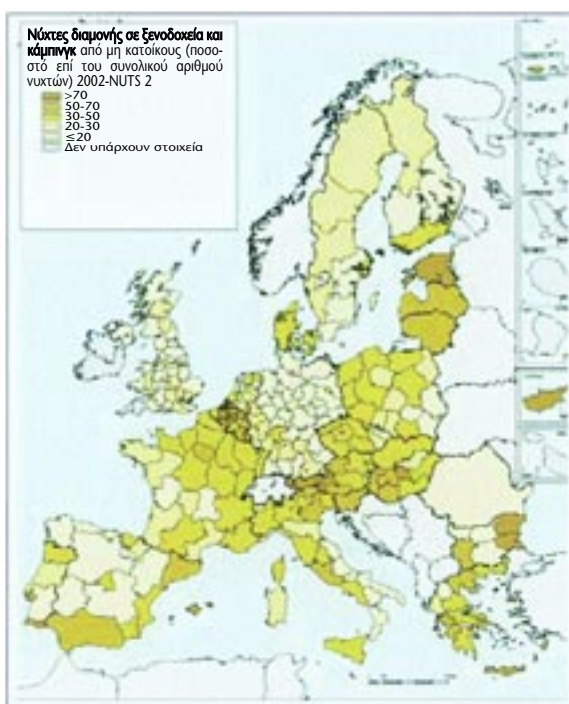 Νύχτες διαμονής σε ξενοδοχεία και
κάμπινγκ από μη κατοίκους (ποσο-
στό επί του συνολικού αριθμού
νυχτών) 2002-NUTS 2
>70
50-70
30-50
20-30
≤20
Δεν υπάρχουν στοιχεία